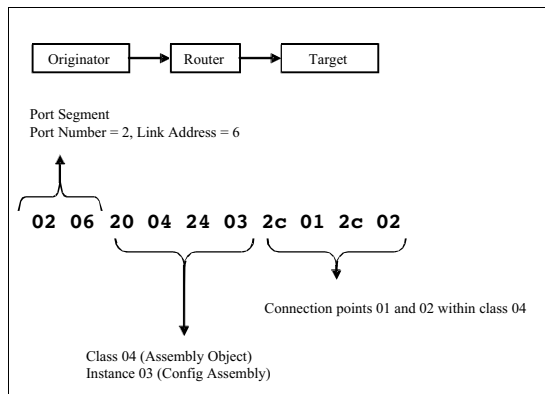 Originator Router Target
Port Segment
Port Number = 2, Link Address = 6
02 06 20 04 24 03 2c 01 2c 02
Connection points 01 and 02 within class 04
Class 04 (Assembly Object)
Instance 03 (Config Assembly)